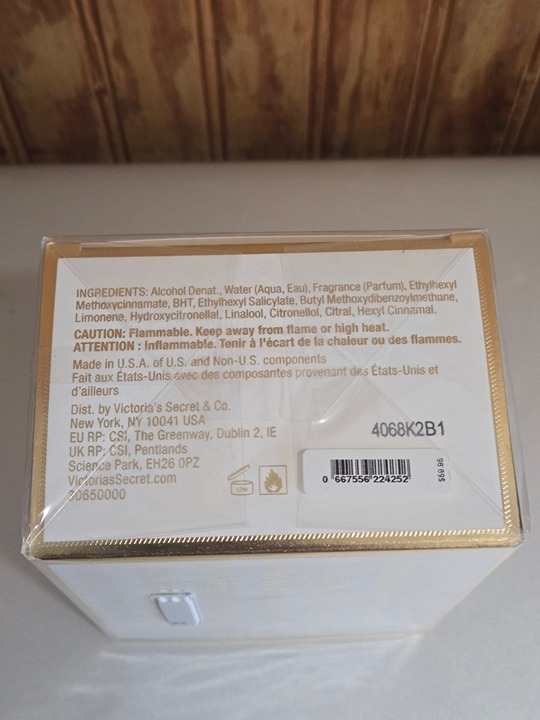 INGREDIENTS: Alcohol Denat., Water (Aqua, Eau), Fragrance (Parfum), Ethylhexyl
Methoxycinnamate, BHT, Ethylhexyl Salicylate, Butyl Methoxydibenzoylmethane,
Limonene, Hydroxycitronellal, Linalool, Citronellol, Citral, Hexyl Cinnamal.
CAUTION: Flammable. Keep away from flame or high heat.
ATTENTION : Inflammable. Tenir à l'écart de la chaleur ou des flammes.
Made in U.S.A. of U.S. and Non-U.S. components
Fait aux États-Unis avec des composantes provenant des États-Unis et
d'ailleurs
Dist. by Victoria's Secret & Co.
New York, NY 10041 USA
EU RP: CSI, The Greenway, Dublin 2, IE
UK RP: CSI, Pentlands
Science Park, EH26 0PZ
VictoriasSecret.com
30650000
12M
4068K2B1
0 667556 224252
$69.95